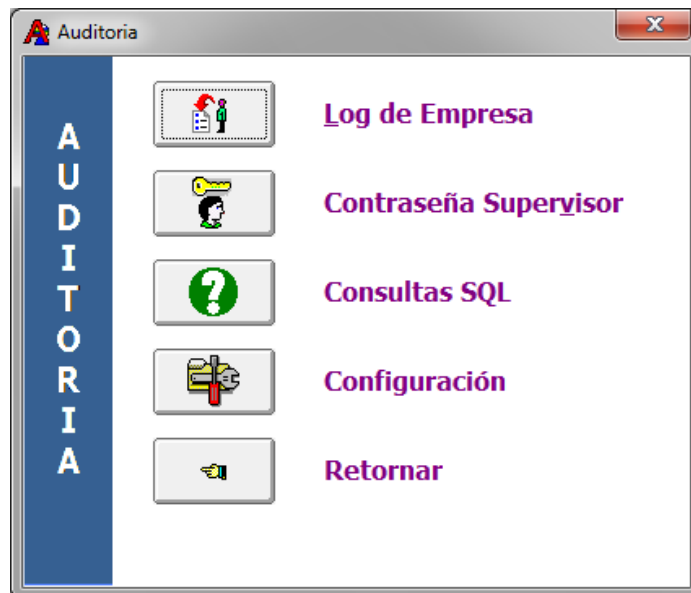 Auditoria
AUDITORIA
Log de Empresa
Contraseña Supervisor
Consultas SQL
Configuración
Retornar